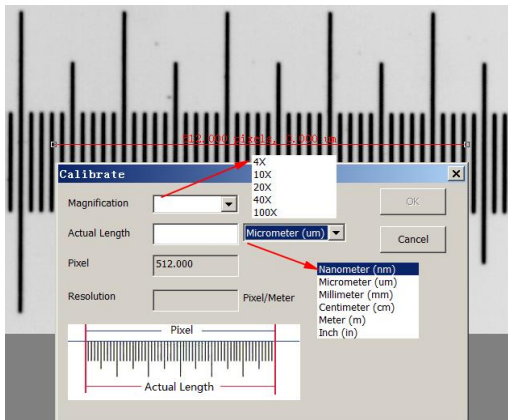 512.000 pixels, 0.000 um
Calibrate
Magnification
4X
10X
20X
40X
100X
OK
Actual Length
Micrometer (um)
Cancel
Pixel
512.000
Nanometer (nm)
Micrometer (um)
Millimeter (mm)
Centimeter (cm)
Meter (m)
Inch (in)
Resolution
Pixel/Meter
Pixel
Actual Length